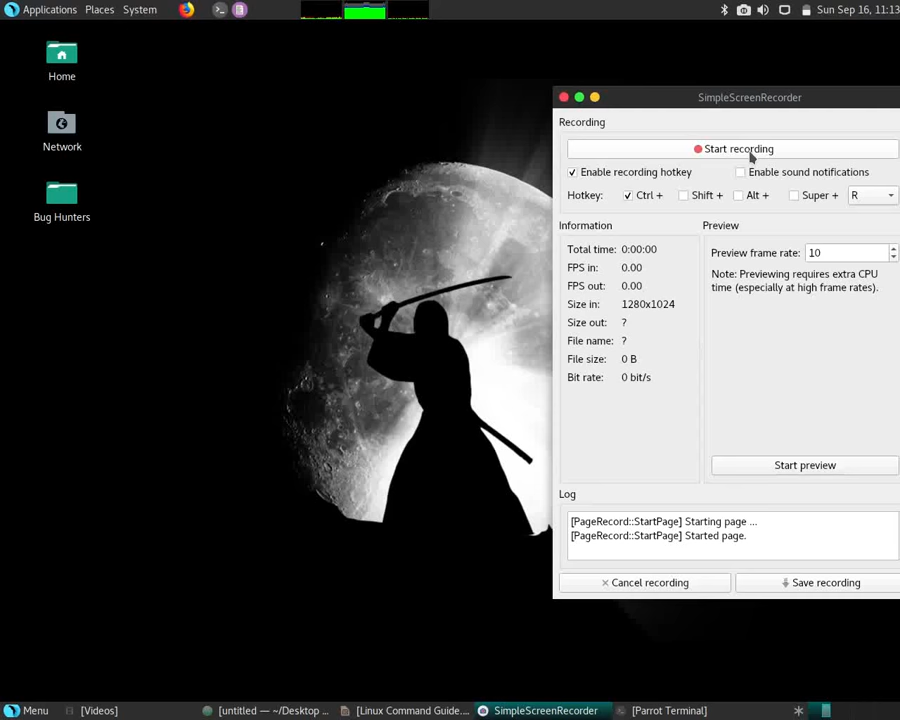 Applications Places System Sun Sep 16, 11:13
Home
Network
Bug Hunters
SimpleScreenRecorder
Recording
Start recording
Enable recording hotkey Enable sound notifications
Hotkey: Ctrl + Shift + Alt + Super + R
Information
Total time: 0:00:00
FPS in: 0.00
FPS out: 0.00
Size in: 1280x1024
Size out: ?
File name: ?
File size: 0 B
Bit rate: 0 bit/s
Preview
Preview frame rate: 10
Note: Previewing requires extra CPU
time (especially at high frame rates).
Start preview
Log
[PageRecord::StartPage] Starting page ...
[PageRecord::StartPage] Started page.
Cancel recording Save recording
Menu [Videos] [untitled — ~/Desktop ... [Linux Command Guide.... SimpleScreenRecorder [Parrot Terminal]